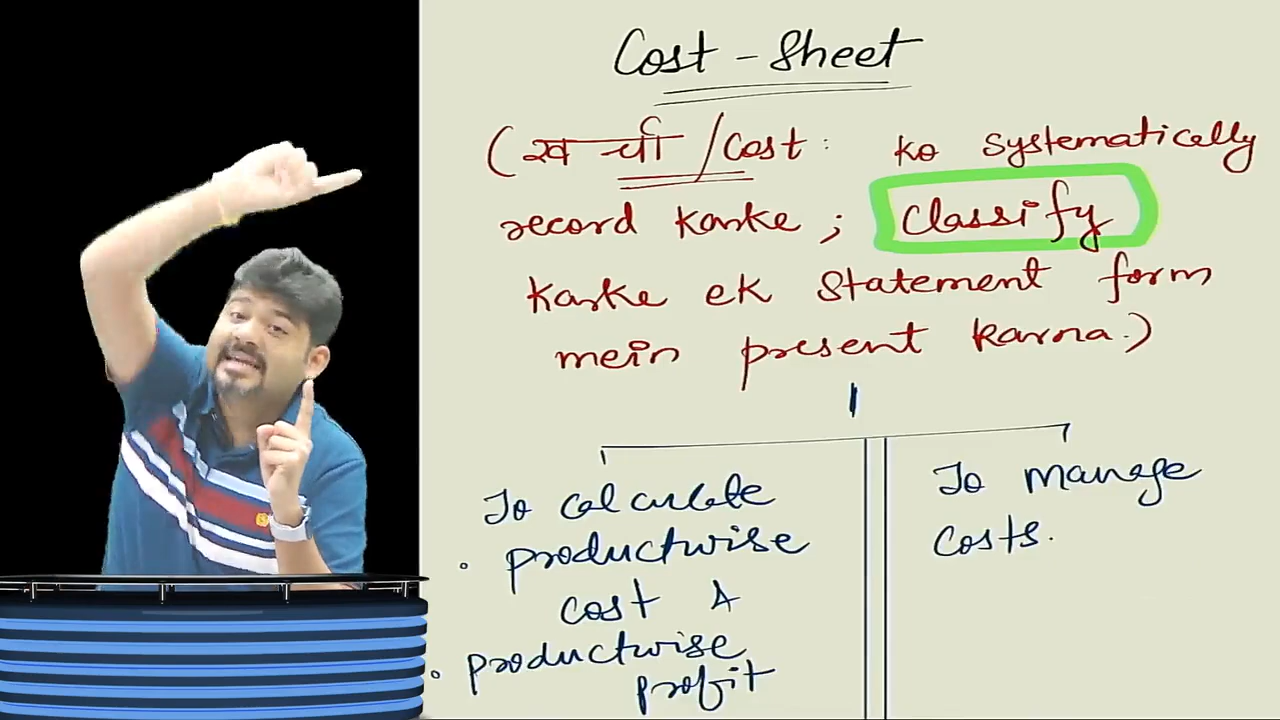 Cost - Sheet
(खर्चो / Cost : ko systematically
record karke ; Classify
karke ek statement form
mein present karna.)
To calculate
• productwise
cost &
• productwise
profit
To manage
costs.